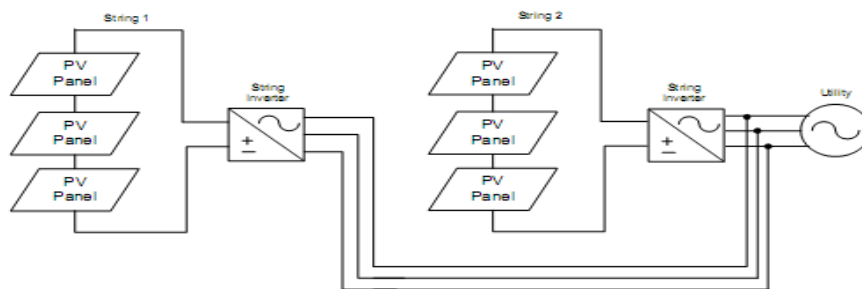 String 1
String 2
PV
Panel
PV
Panel
PV
Panel
String
Inverter
PV
Panel
PV
Panel
PV
Panel
String
Inverter
Utility